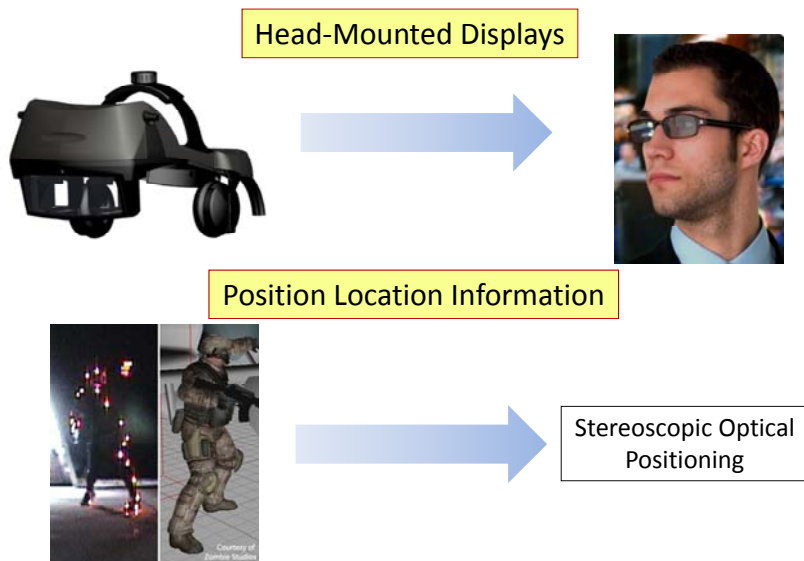 Head-Mounted Displays
Position Location Information
Stereoscopic Optical
Positioning
Courtesy of
Zombie Studios